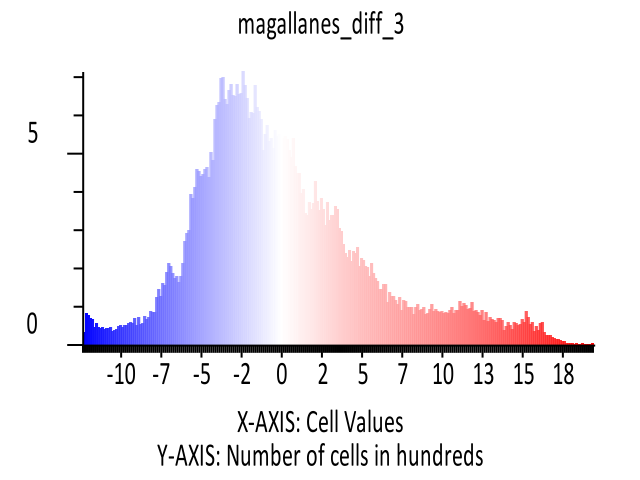 magallanes_diff_3
5
0
-10 -7 -5 -2 0 2 5 7 10 13 15 18
X-AXIS: Cell Values
Y-AXIS: Number of cells in hundreds